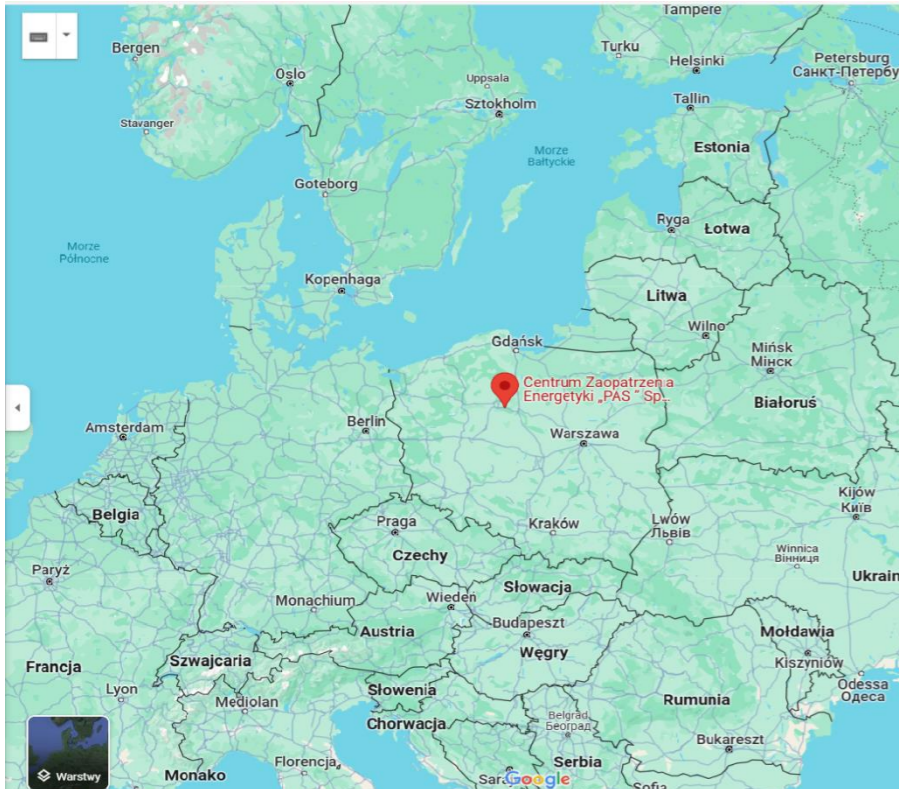 Tampere
Bergen
Turku
Helsinki
Petersburg
Санкт-Петербу
Oslo
Uppsala
Sztokholm
Tallin
Stavanger
Estonia
Morze
Bałtyckie
Goteborg
Ryga
Łotwa
Morze
Północne
Kopenhaga
Litwa
Wilno
Gdańsk
Mińsk
Мінск
Centrum Zaopatrzen a
Energetyki „PAS ” Sp...
Białoruś
Amsterdam
Berlin
Warszawa
Belgia
Kijów
Київ
Praga
Kraków
Lwów
Львів
Czechy
Winnica
Вінниця
Paryż
Słowacja
Ukrain
Monachium
Wiedeń
Austria
Budapeszt
Mołdawia
Węgry
Kiszyniów
Francja
Szwajcaria
Odessa
Одеса
Lyon
Słowenia
Mediolan
Rumunia
Chorwacja
Belgrad
Београд
Bukareszt
Florencja
Serbia
Warstwy
Monako
Sara
Google
Sofia